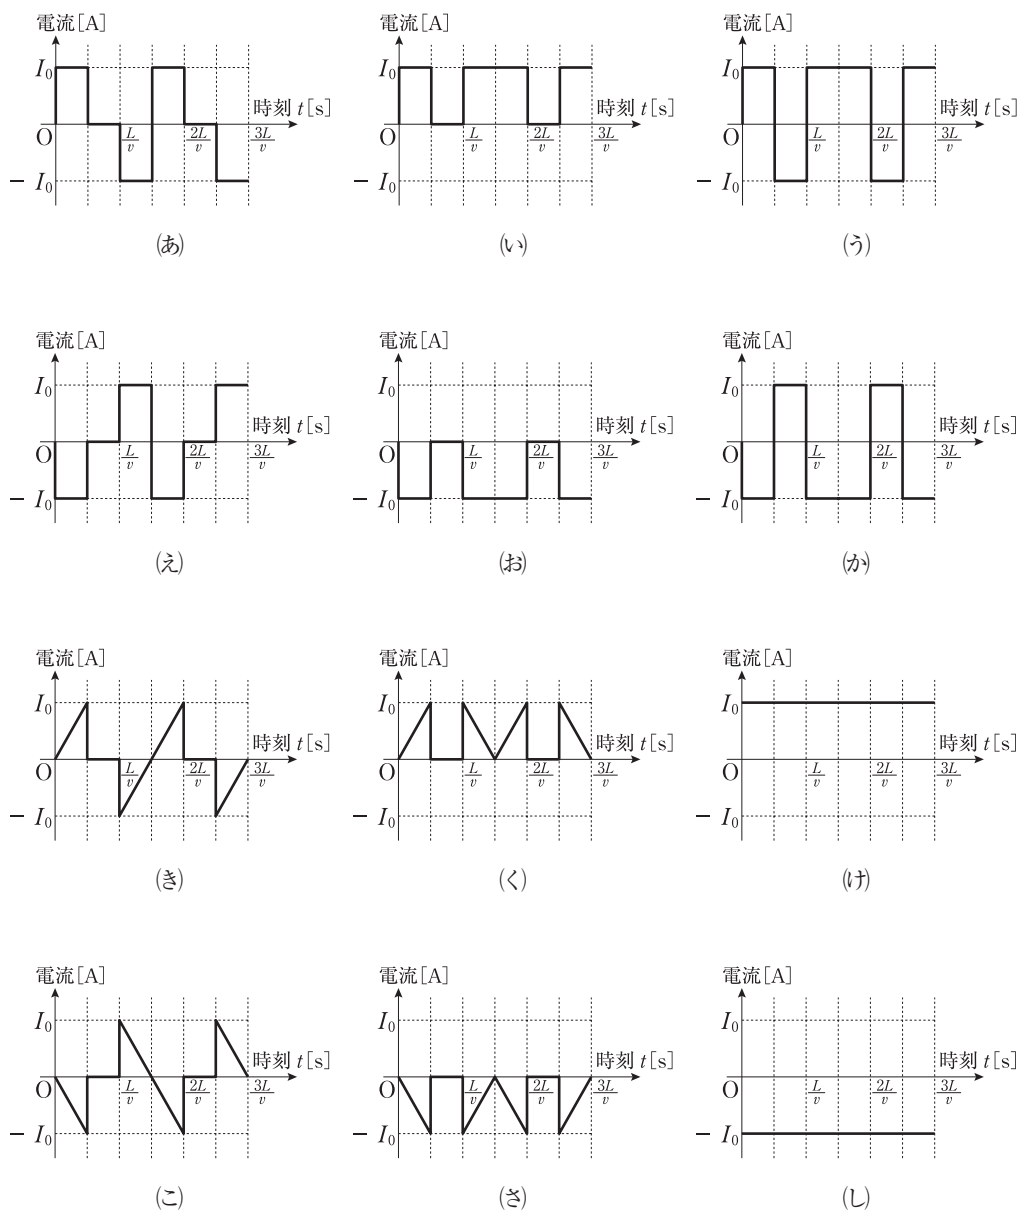 電流[A] 電流[A] 電流[A]
I₀ I₀ I₀
時刻 t[s] 時刻 t[s] 時刻 t[s]
O L/v 2L/v 3L/v O L/v 2L/v 3L/v O L/v 2L/v 3L/v
− I₀ − I₀ − I₀
(あ) (い) (う)
電流[A] 電流[A] 電流[A]
I₀ I₀ I₀
時刻 t[s] 時刻 t[s] 時刻 t[s]
O L/v 2L/v 3L/v O L/v 2L/v 3L/v O L/v 2L/v 3L/v
− I₀ − I₀ − I₀
(え) (お) (か)
電流[A] 電流[A] 電流[A]
I₀ I₀ I₀
時刻 t[s] 時刻 t[s] 時刻 t[s]
O L/v 2L/v 3L/v O L/v 2L/v 3L/v O L/v 2L/v 3L/v
− I₀ − I₀ − I₀
(き) (く) (け)
電流[A] 電流[A] 電流[A]
I₀ I₀ I₀
時刻 t[s] 時刻 t[s] 時刻 t[s]
O L/v 2L/v 3L/v O L/v 2L/v 3L/v O L/v 2L/v 3L/v
− I₀ − I₀ − I₀
(こ) (さ) (し)